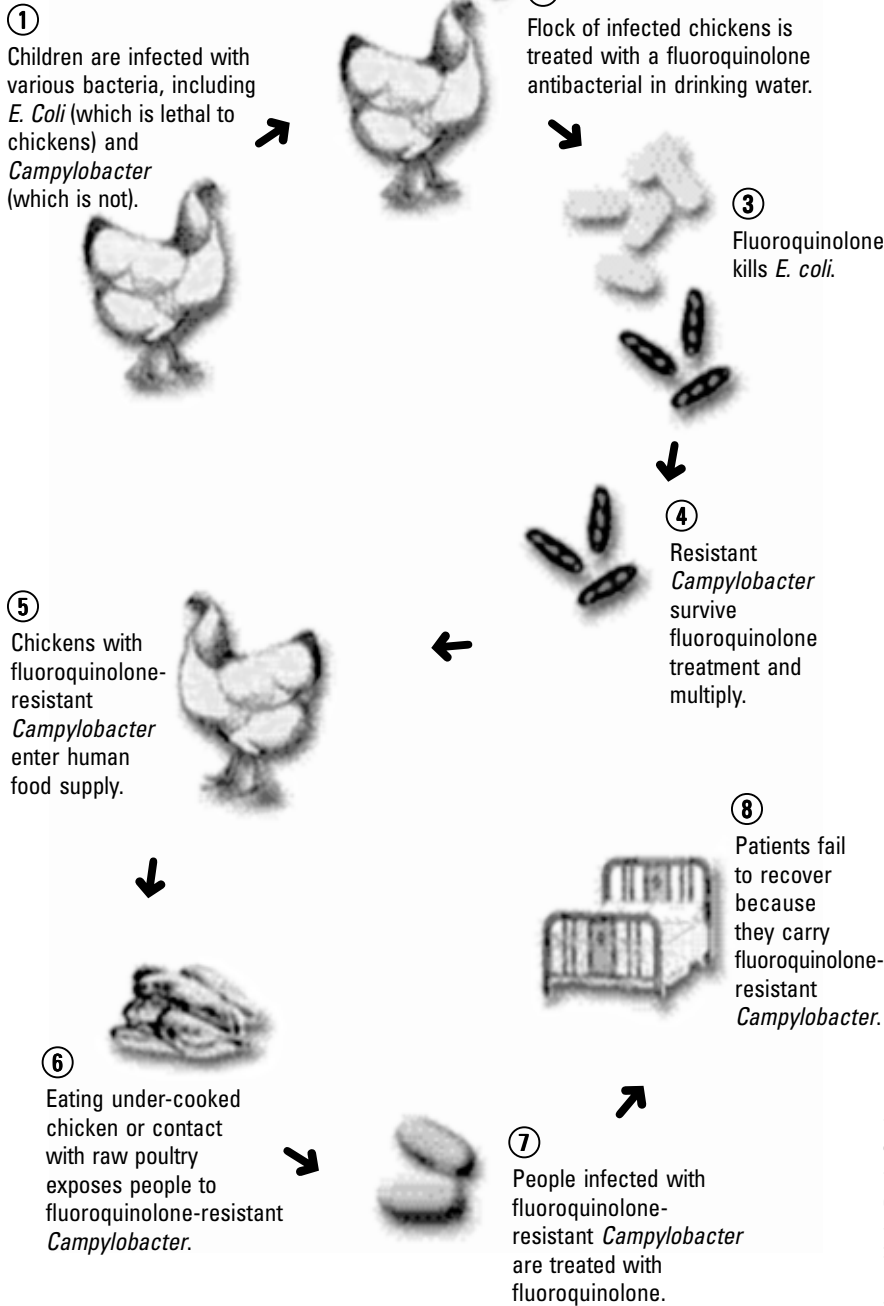 ①
Children are infected with
various bacteria, including
E. Coli (which is lethal to
chickens) and
Campylobacter
(which is not).
Flock of infected chickens is
treated with a fluoroquinolone
antibacterial in drinking water.
③
Fluoroquinolone
kills E. coli.
④
Resistant
Campylobacter
survive
fluoroquinolone
treatment and
multiply.
⑤
Chickens with
fluoroquinolone-
resistant
Campylobacter
enter human
food supply.
⑥
Eating under-cooked
chicken or contact
with raw poultry
exposes people to
fluoroquinolone-resistant
Campylobacter.
⑦
People infected with
fluoroquinolone-
resistant Campylobacter
are treated with
fluoroquinolone.
⑧
Patients fail
to recover
because
they carry
fluoroquinolone-
resistant
Campylobacter.